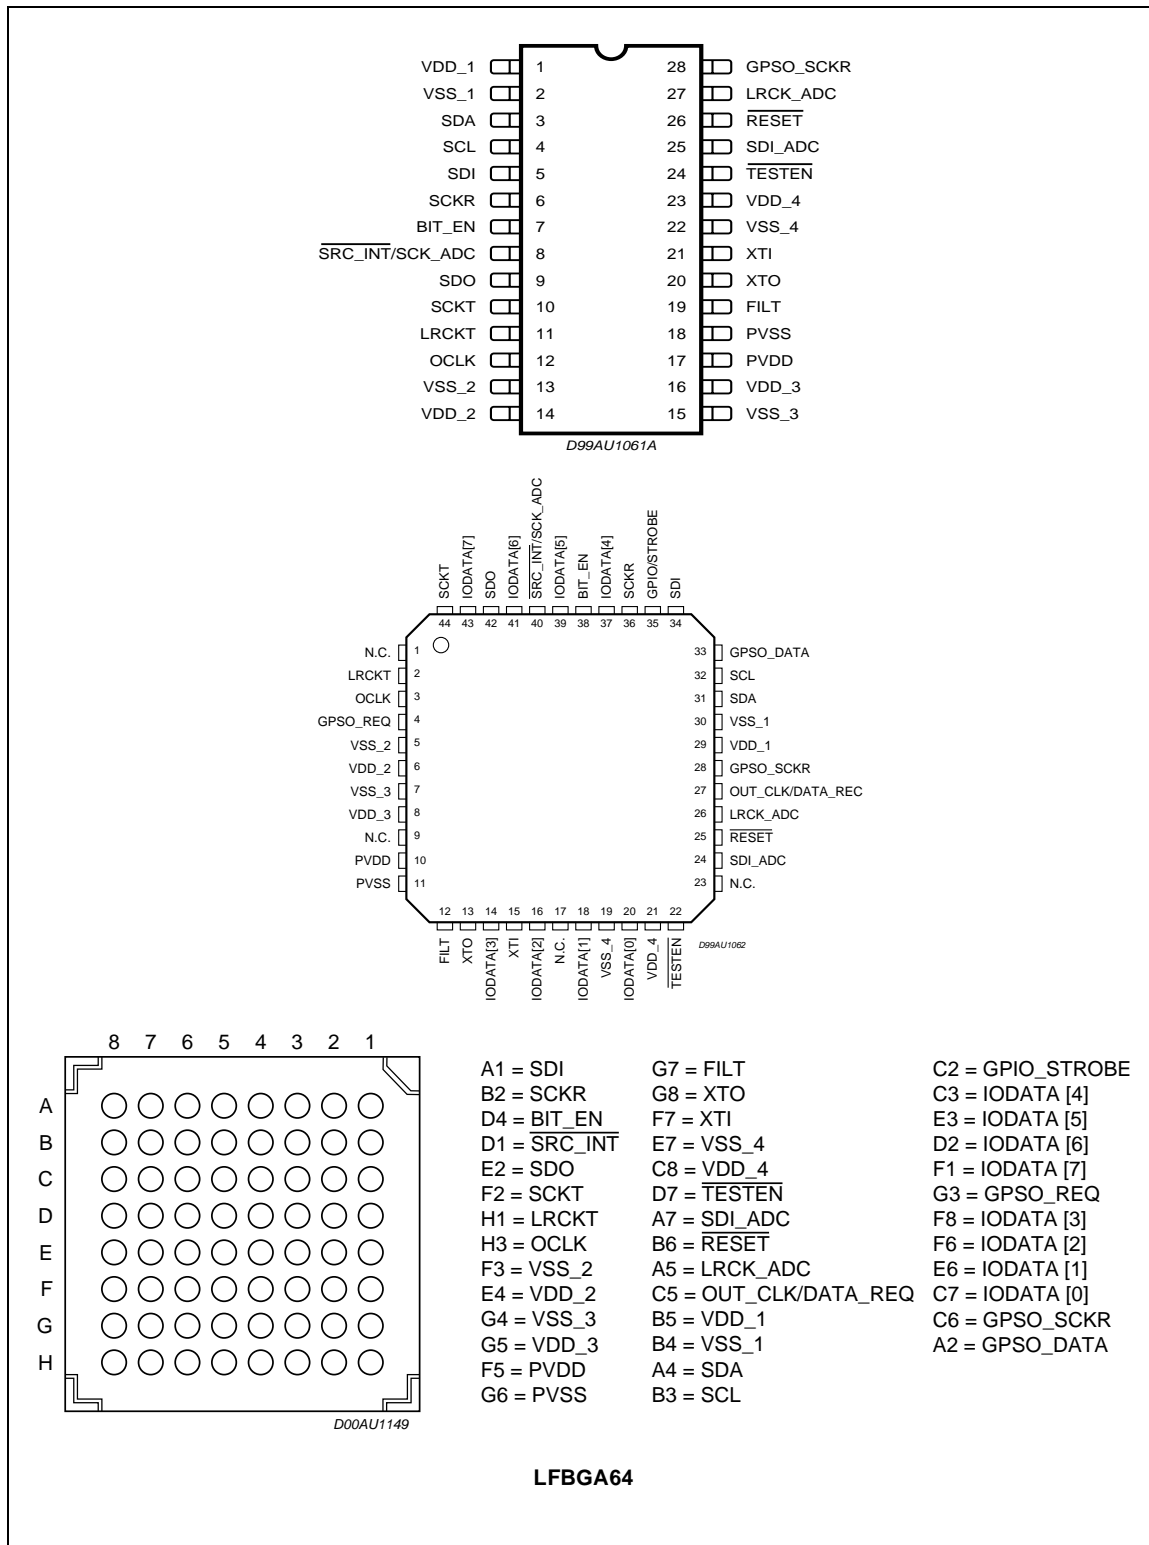 VDD_1 1 28 GPSO_SCKR
VSS_1 2 27 LRCK_ADC
SDA 3 26 RESET
SCL 4 25 SDI_ADC
SDI 5 24 TESTEN
SCKR 6 23 VDD_4
BIT_EN 7 22 VSS_4
SRC_INT/SCK_ADC 8 21 XTI
SDO 9 20 XTO
SCKT 10 19 FILT
LRCKT 11 18 PVSS
OCLK 12 17 PVDD
VSS_2 13 16 VDD_3
VDD_2 14 15 VSS_3
D99AU1061A
SCKT IODATA[7] SDO IODATA[6] SRC_INT/SCK_ADC IODATA[5] BIT_EN IODATA[4] SCKR GPIO/STROBE SDI
44 43 42 41 40 39 38 37 36 35 34
N.C. 1 33 GPSO_DATA
LRCKT 2 32 SCL
OCLK 3 31 SDA
GPSO_REQ 4 30 VSS_1
VSS_2 5 29 VDD_1
VDD_2 6 28 GPSO_SCKR
VSS_3 7 27 OUT_CLK/DATA_REC
VDD_3 8 26 LRCK_ADC
N.C. 9 25 RESET
PVDD 10 24 SDI_ADC
PVSS 11 23 N.C.
12 13 14 15 16 17 18 19 20 21 22
FILT XTO IODATA[3] XTI IODATA[2] N.C. IODATA[1] VSS_4 IODATA[0] VDD_4 TESTEN
D99AU1062
8 7 6 5 4 3 2 1
A
B
C
D
E
F
G
H
D00AU1149
A1 = SDI
B2 = SCKR
D4 = BIT_EN
D1 = SRC_INT
E2 = SDO
F2 = SCKT
H1 = LRCKT
H3 = OCLK
F3 = VSS_2
E4 = VDD_2
G4 = VSS_3
G5 = VDD_3
F5 = PVDD
G6 = PVSS
G7 = FILT
G8 = XTO
F7 = XTI
E7 = VSS_4
C8 = VDD_4
D7 = TESTEN
A7 = SDI_ADC
B6 = RESET
A5 = LRCK_ADC
C5 = OUT_CLK/DATA_REQ
B5 = VDD_1
B4 = VSS_1
A4 = SDA
B3 = SCL
C2 = GPIO_STROBE
C3 = IODATA [4]
E3 = IODATA [5]
D2 = IODATA [6]
F1 = IODATA [7]
G3 = GPSO_REQ
F8 = IODATA [3]
F6 = IODATA [2]
E6 = IODATA [1]
C7 = IODATA [0]
C6 = GPSO_SCKR
A2 = GPSO_DATA
LFBGA64